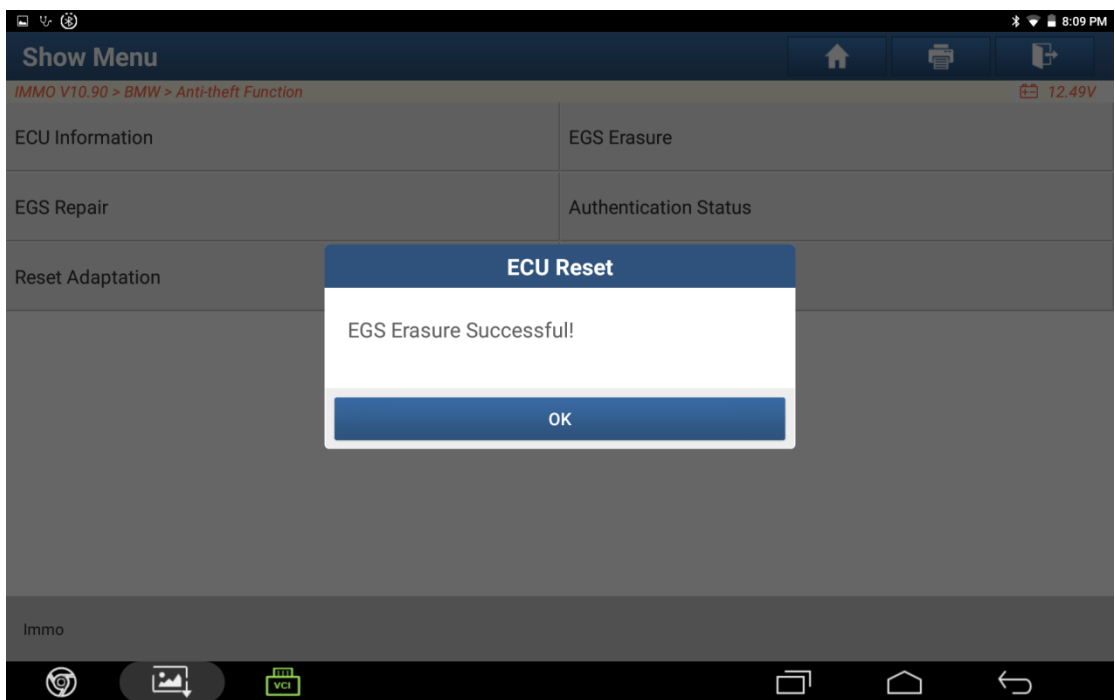 8:09 PM
Show Menu
IMMO V10.90 > BMW > Anti-theft Function
12.49V
ECU Information
EGS Erasure
EGS Repair
Authentication Status
Reset Adaptation
ECU Reset
EGS Erasure Successful!
OK
Immo
VCI